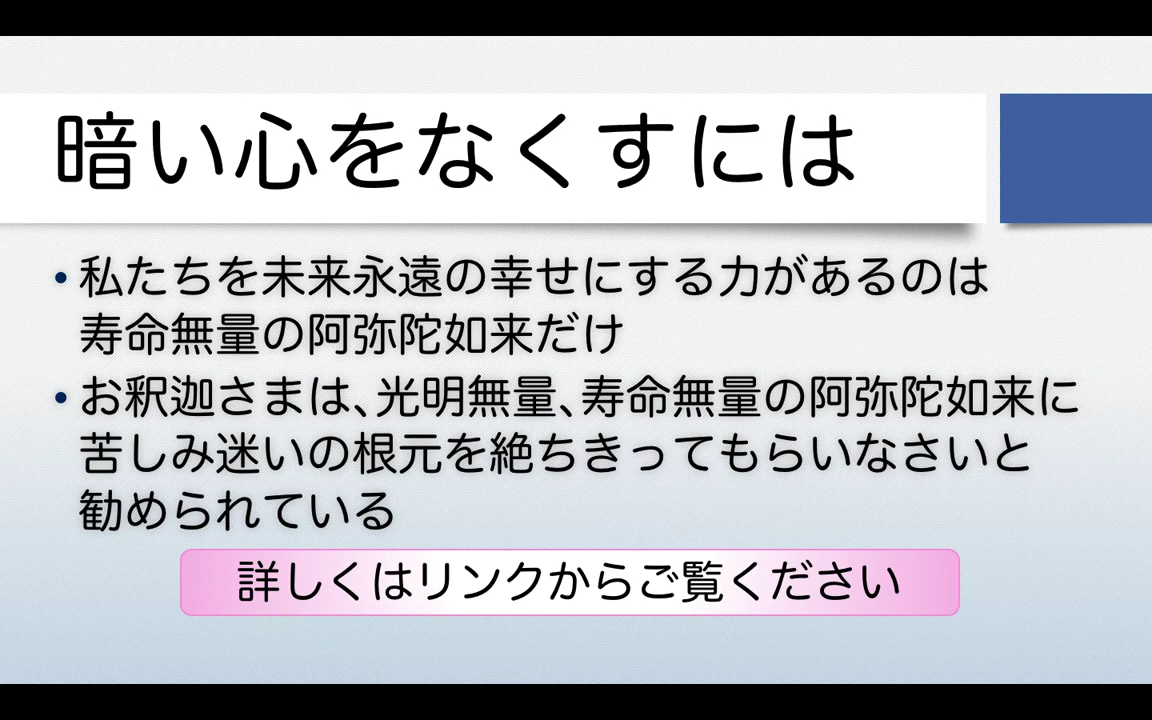 暗い心をなくすには
•私たちを未来永遠の幸せにする力があるのは
寿命無量の阿弥陀如来だけ
•お釈迦さまは、光明無量、寿命無量の阿弥陀如来に
苦しみ迷いの根元を絶ちきってもらいなさいと
勧められている
詳しくはリンクからご覧ください